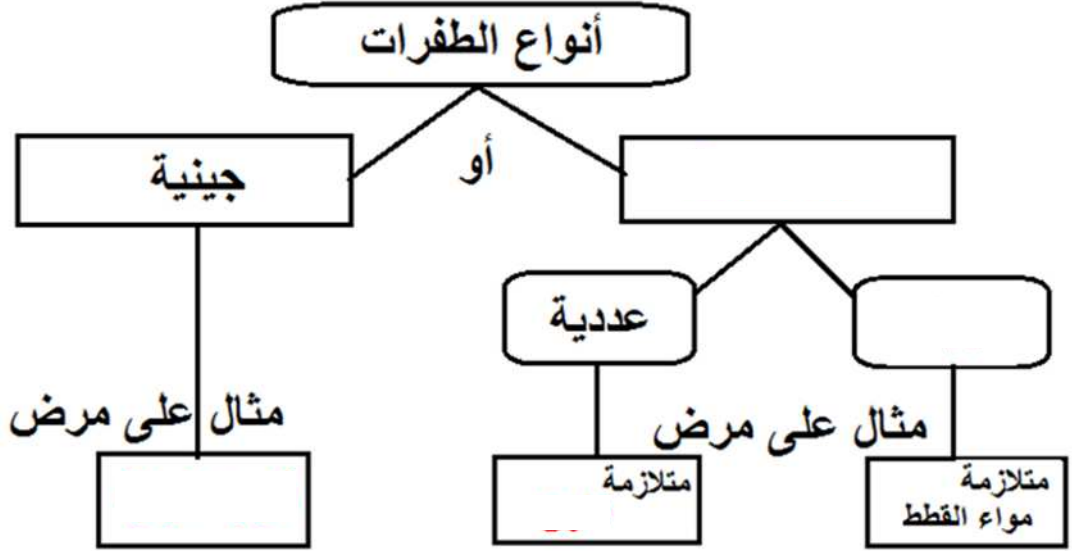 أنواع الطفرات
أو
جينية
عددية
مثال على مرض
مثال على مرض
متلازمة
مواء القطط
متلازمة